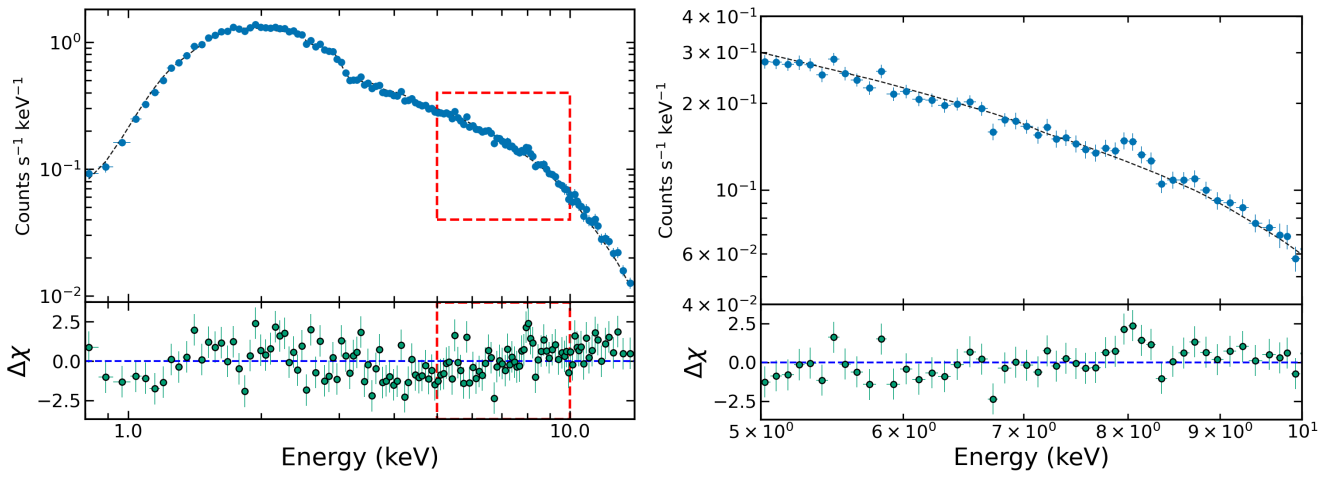 10⁰
10⁻¹
10⁻²
Counts s⁻¹ keV⁻¹
2.5
0.0
−2.5
Δχ
1.0
10.0
Energy (keV)
4 × 10⁻¹
3 × 10⁻¹
2 × 10⁻¹
10⁻¹
6 × 10⁻²
4 × 10⁻²
Counts s⁻¹ keV⁻¹
2.5
0.0
−2.5
Δχ
5 × 10⁰
6 × 10⁰
7 × 10⁰
8 × 10⁰
9 × 10⁰
10¹
Energy (keV)